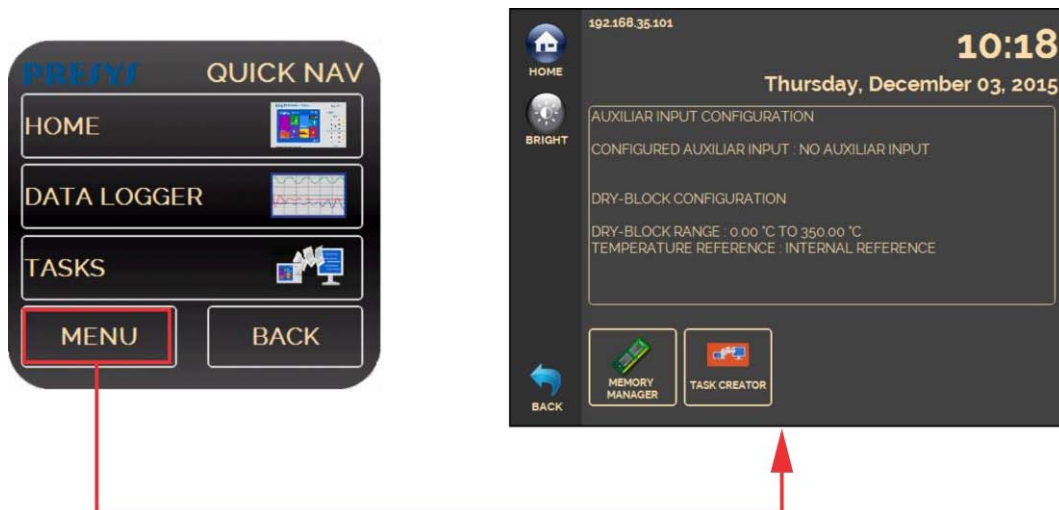 PRESYS QUICK NAV
HOME
DATA LOGGER
TASKS
MENU BACK
HOME
BRIGHT
BACK
192.168.35.101
10:18
Thursday, December 03, 2015
AUXILIAR INPUT CONFIGURATION
CONFIGURED AUXILIAR INPUT : NO AUXILIAR INPUT
DRY-BLOCK CONFIGURATION
DRY-BLOCK RANGE : 0.00 °C TO 350.00 °C
TEMPERATURE REFERENCE : INTERNAL REFERENCE
MEMORY
MANAGER
TASK CREATOR